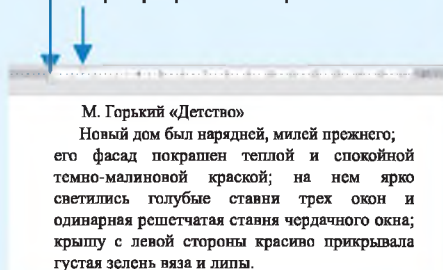 М. Горький «Детство»
Новый дом был нарядней, милей прежнего;
его фасад покрашен теплой и спокойной
темно-малиновой краской; на нем ярко
светились голубые ставни трех окон и
одинарная решетчатая ставня чердачного окна;
крышу с левой стороны красиво прикрывала
густая зелень вяза и липы.